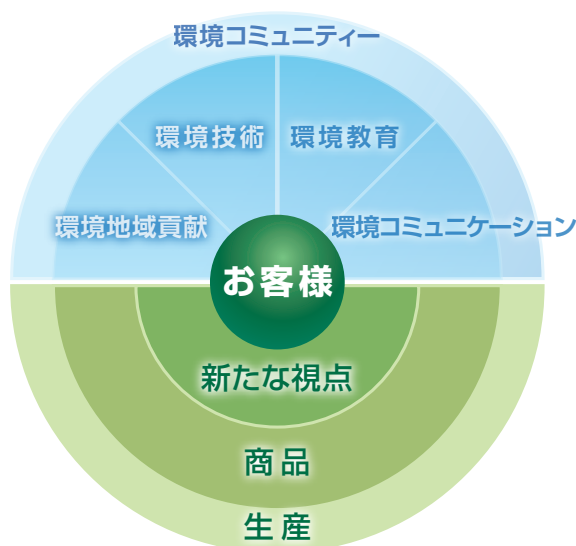 環境コミュニティー
環境技術
環境教育
環境地域貢献
環境コミュニケーション
お客様
新たな視点
商品
生産